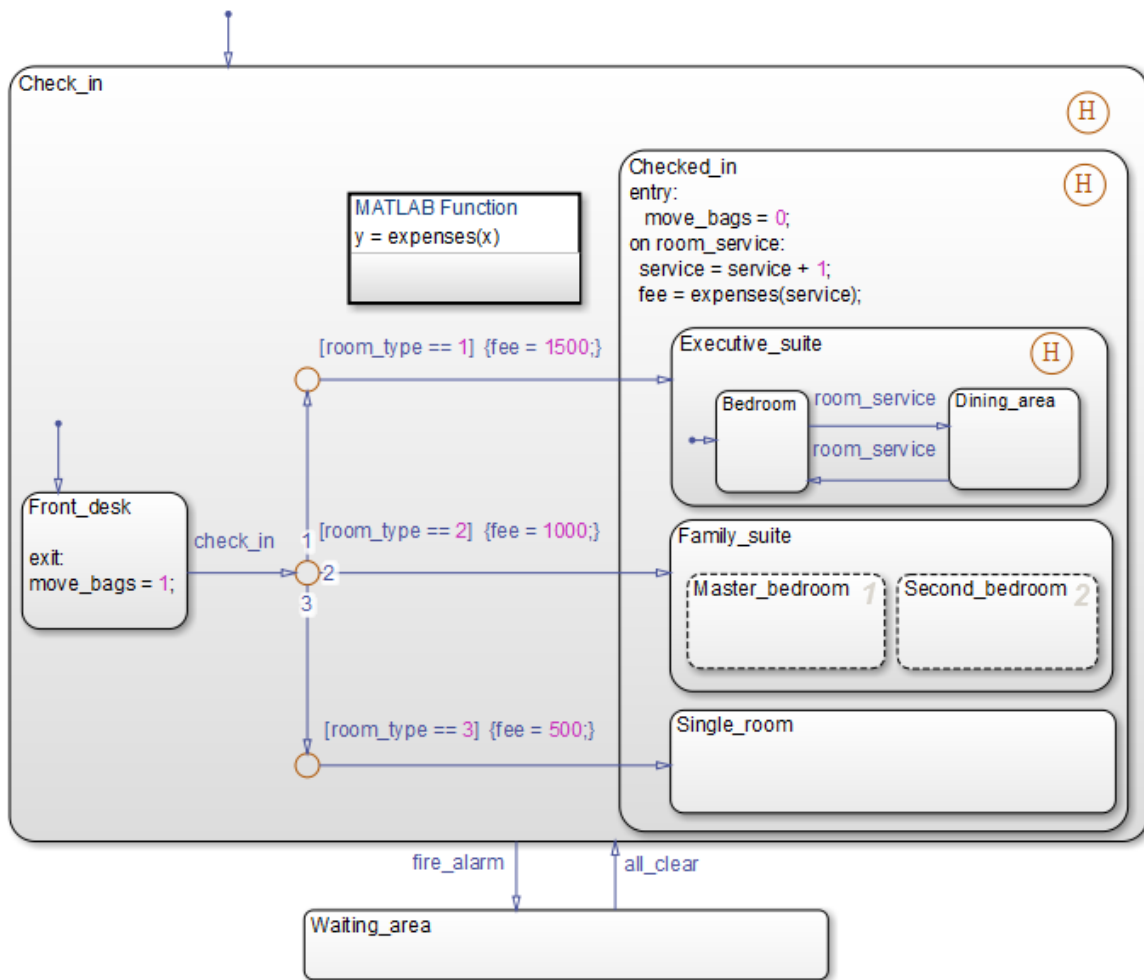 Check_in
H
Checked_in
H
entry:
move_bags = 0;
on room_service:
service = service + 1;
fee = expenses(service);
MATLAB Function
y = expenses(x)
[room_type == 1] {fee = 1500;}
Executive_suite
H
Bedroom
room_service
Dining_area
room_service
Front_desk
exit:
move_bags = 1;
check_in
1
2
3
[room_type == 2] {fee = 1000;}
Family_suite
Master_bedroom 1
Second_bedroom 2
[room_type == 3] {fee = 500;}
Single_room
fire_alarm
all_clear
Waiting_area